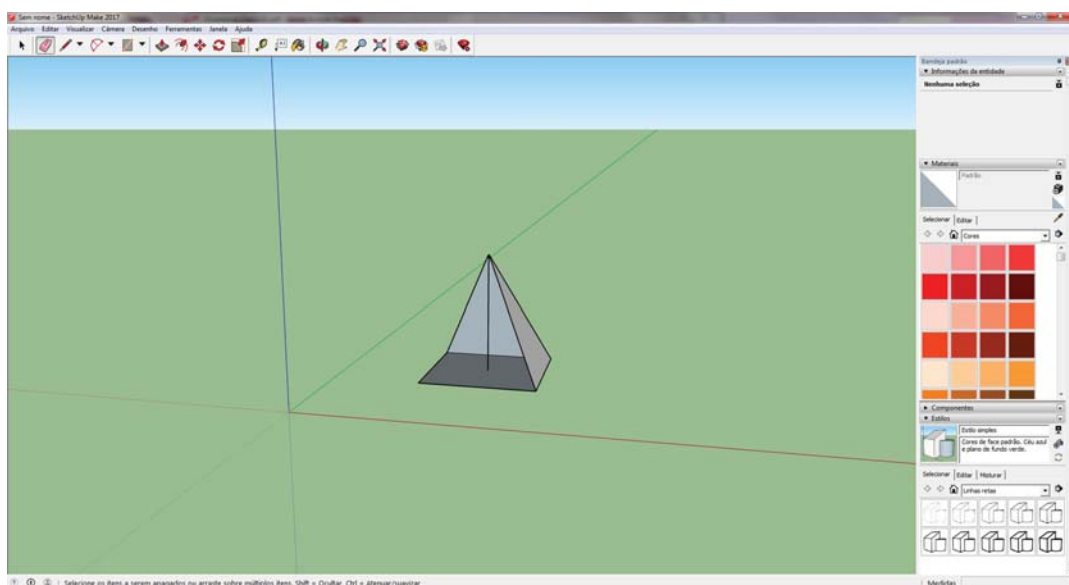 Sem nome - SketchUp Make 2017
Arquivo Editar Visualizar Câmera Desenho Ferramentas Janela Ajuda
Bandeja padrão
Informações da entidade
Nenhuma seleção
Materiais
Padrão
Selecionar Editar
Cores
Componentes
Estilos
Estilo simples
Cores de face padrão. Céu azul
e plano de fundo verde.
Selecionar Editar Misturar
Linhas retas
Selecione os itens a serem apagados ou arraste sobre múltiplos itens. Shift = Ocultar, Ctrl = Atenuar/suavizar
Medidas